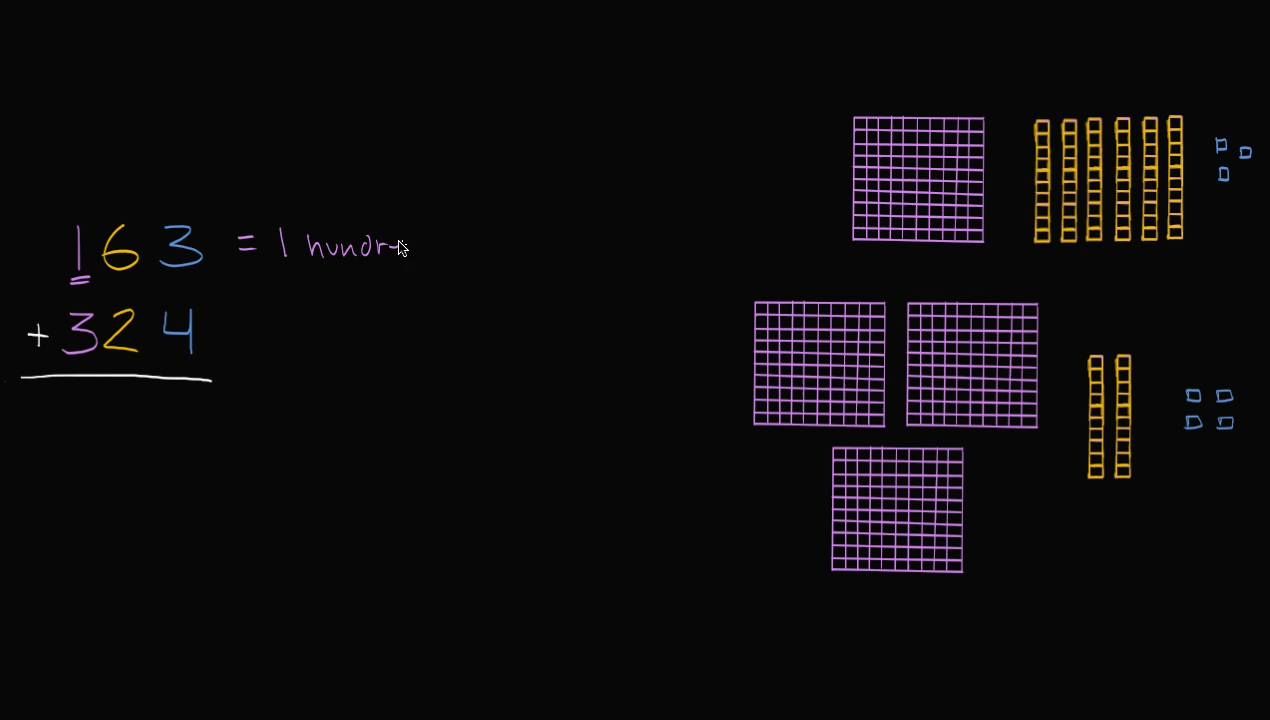 163 = 1 hundr
+ 324